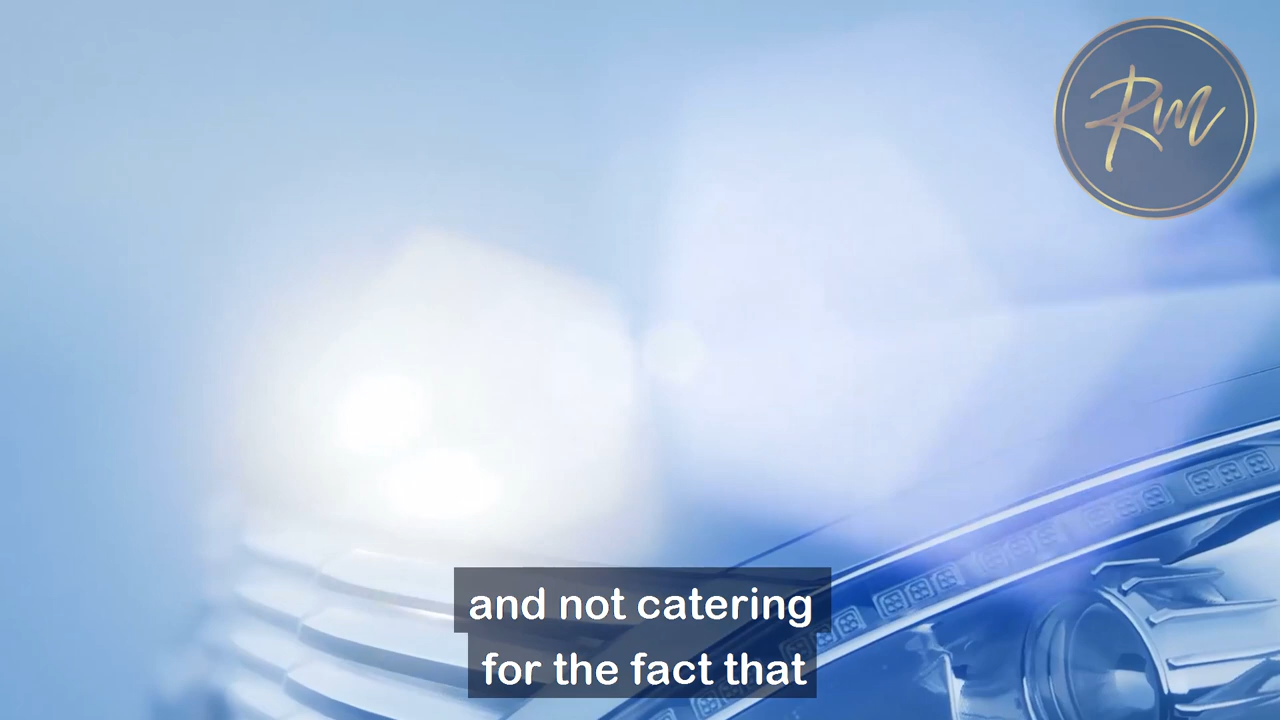 Rm
and not catering
for the fact that